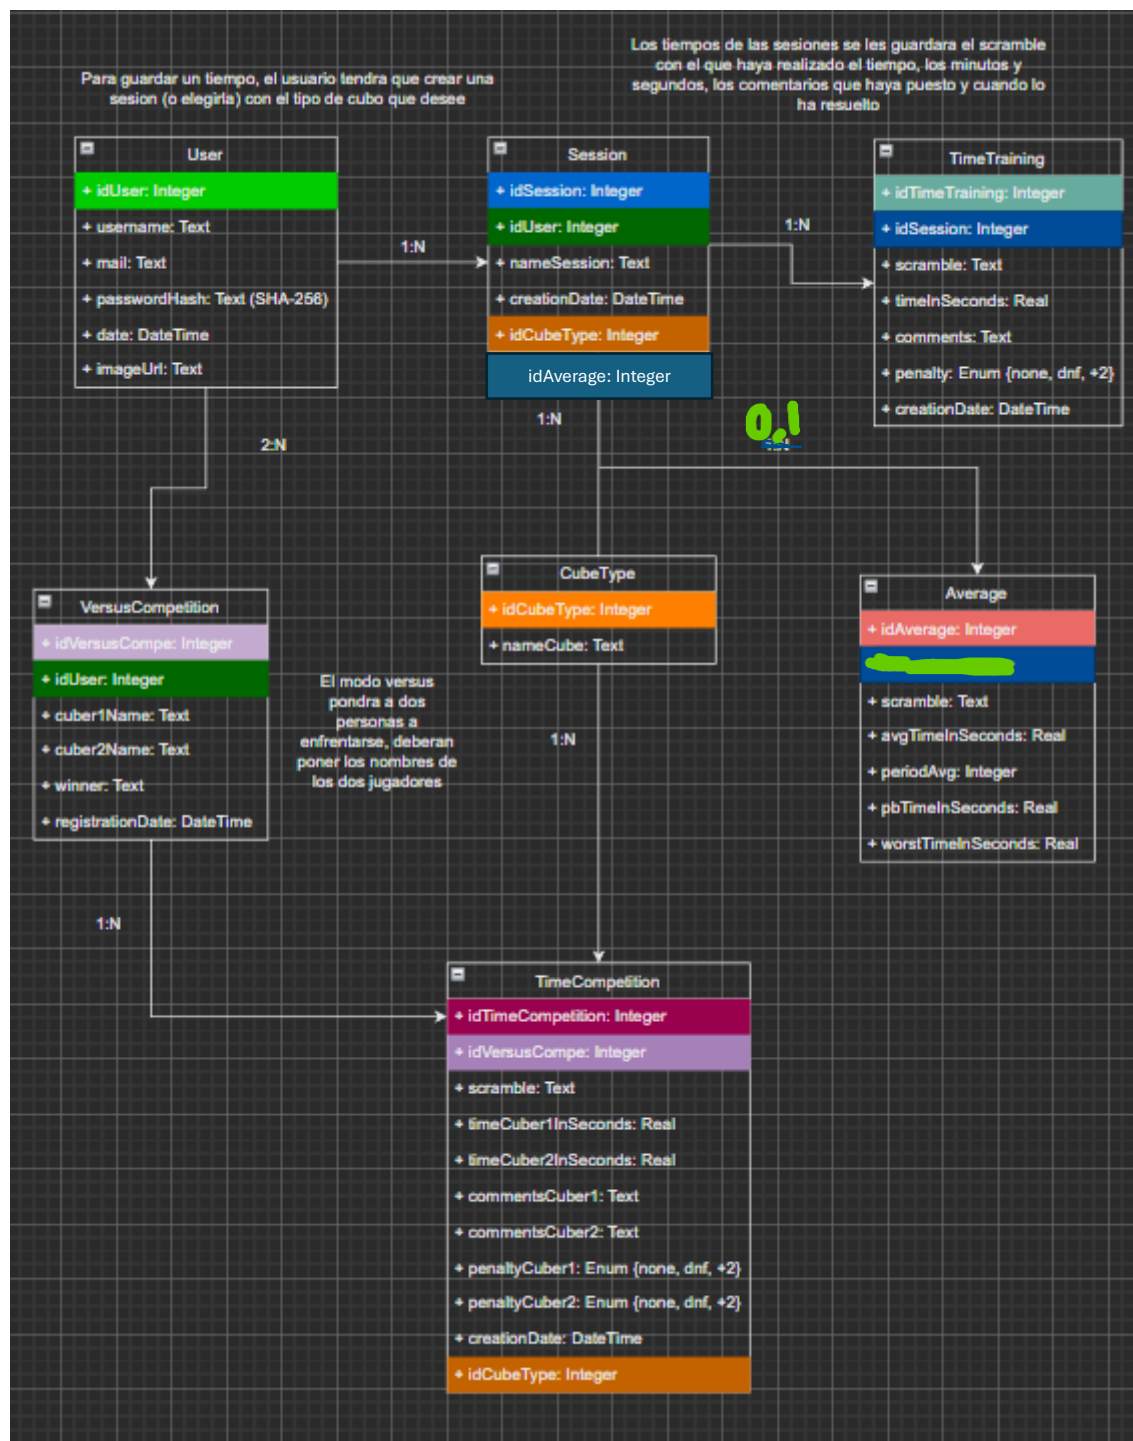 Los tiempos de las sesiones se les guardara el scramble
con el que haya realizado el tiempo, los minutos y
segundos, los comentarios que haya puesto y cuando lo
ha resuelto
Para guardar un tiempo, el usuario tendra que crear una
sesion (o elegirla) con el tipo de cubo que desee
User
+ idUser: Integer
+ username: Text
+ mail: Text
+ passwordHash: Text (SHA-256)
+ date: DateTime
+ imageUrl: Text
1:N
Session
+ idSession: Integer
+ idUser: Integer
+ nameSession: Text
+ creationDate: DateTime
+ idCubeType: Integer
idAverage: Integer
1:N
TimeTraining
+ idTimeTraining: Integer
+ idSession: Integer
+ scramble: Text
+ timeInSeconds: Real
+ comments: Text
+ penalty: Enum {none, dnf, +2}
+ creationDate: DateTime
2:N
1:N
0,1
VersusCompetition
+ idVersusCompe: Integer
+ idUser: Integer
+ cuber1Name: Text
+ cuber2Name: Text
+ winner: Text
+ registrationDate: DateTime
El modo versus
pondra a dos
personas a
enfrentarse, deberan
poner los nombres de
los dos jugadores
CubeType
+ idCubeType: Integer
+ nameCube: Text
1:N
Average
+ idAverage: Integer
+ scramble: Text
+ avgTimeInSeconds: Real
+ periodAvg: Integer
+ pbTimeInSeconds: Real
+ worstTimeInSeconds: Real
1:N
TimeCompetition
+ idTimeCompetition: Integer
+ idVersusCompe: Integer
+ scramble: Text
+ timeCuber1InSeconds: Real
+ timeCuber2InSeconds: Real
+ commentsCuber1: Text
+ commentsCuber2: Text
+ penaltyCuber1: Enum {none, dnf, +2}
+ penaltyCuber2: Enum {none, dnf, +2}
+ creationDate: DateTime
+ idCubeType: Integer